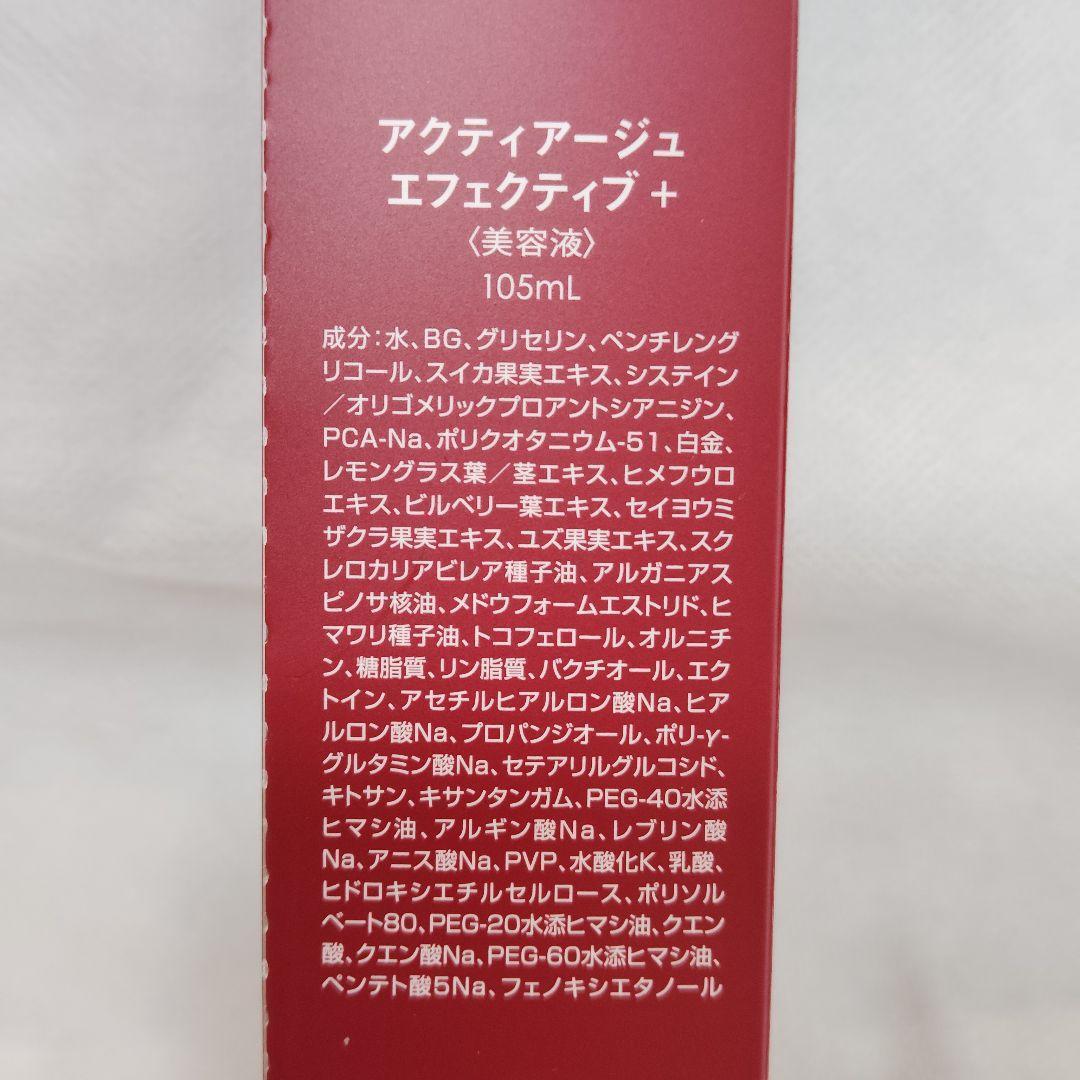 アクティアージュ
エフェクティブ +
〈美容液〉
105mL
成分：水、BG、グリセリン、ペンチレング
リコール、スイカ果実エキス、システイン
／オリゴメリックプロアントシアニジン、
PCA-Na、ポリクオタニウム-51、白金、
レモングラス葉／茎エキス、ヒメフウロ
エキス、ビルベリー葉エキス、セイヨウミ
ザクラ果実エキス、ユズ果実エキス、スク
レロカリアビレア種子油、アルガニアス
ピノサ核油、メドウフォームエストリド、ヒ
マワリ種子油、トコフェロール、オルニチ
ン、糖脂質、リン脂質、バクチオール、エク
トイン、アセチルヒアルロン酸Na、ヒア
ルロン酸Na、プロパンジオール、ポリ-γ-
グルタミン酸Na、セテアリルグルコシド、
キトサン、キサンタンガム、PEG-40水添
ヒマシ油、アルギン酸Na、レブリン酸
Na、アニス酸Na、PVP、水酸化K、乳酸、
ヒドロキシエチルセルロース、ポリソル
ベート80、PEG-20水添ヒマシ油、クエン
酸、クエン酸Na、PEG-60水添ヒマシ油、
ペンテト酸5Na、フェノキシエタノール